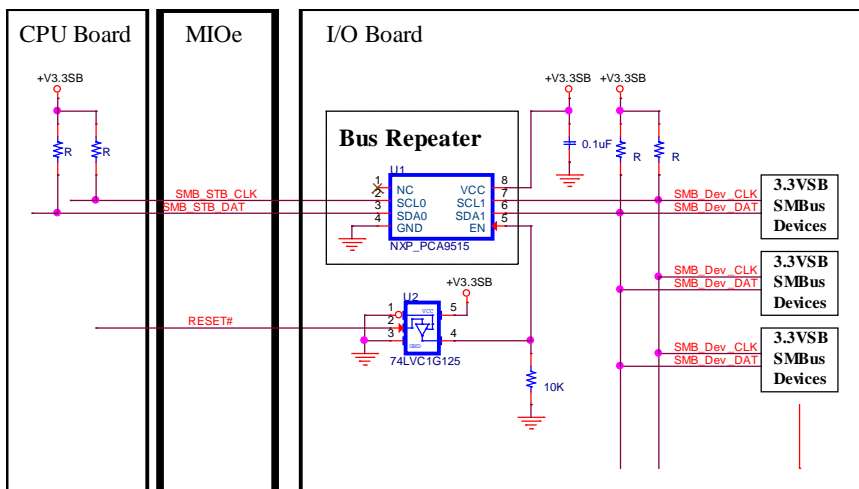 CPU Board
MIOe
I/O Board
+V3.3SB
+V3.3SB
+V3.3SB
R
R
Bus Repeater
0.1uF
R
R
U1
1
2
3
4
NC
SCL0
SDA0
GND
VCC
SCL1
SDA1
EN
8
7
6
5
NXP_PCA9515
SMB_STB_CLK
SMB_STB_DAT
SMB_Dev_CLK
SMB_Dev_DAT
3.3VSB
SMBus
Devices
SMB_Dev_CLK
SMB_Dev_DAT
3.3VSB
SMBus
Devices
+V3.3SB
U2
1
2
3
VCC
GND
5
4
74LVC1G125
RESET#
10K
SMB_Dev_CLK
SMB_Dev_DAT
3.3VSB
SMBus
Devices